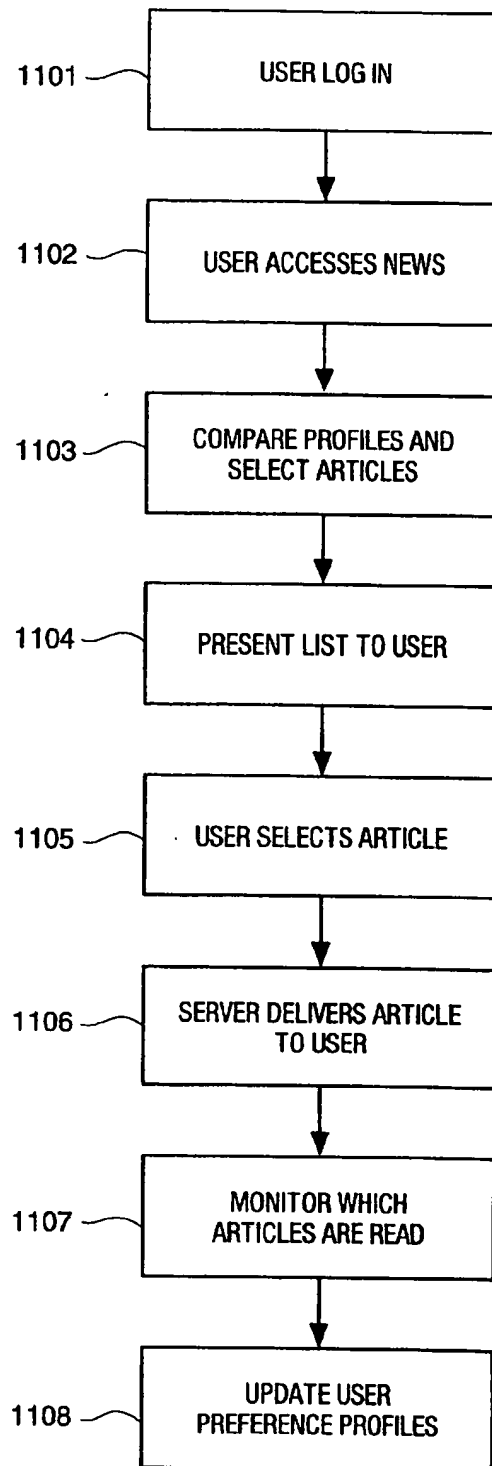 1101
USER LOG IN
1102
USER ACCESSES NEWS
1103
COMPARE PROFILES AND
SELECT ARTICLES
1104
PRESENT LIST TO USER
1105
USER SELECTS ARTICLE
1106
SERVER DELIVERS ARTICLE
TO USER
1107
MONITOR WHICH
ARTICLES ARE READ
1108
UPDATE USER
PREFERENCE PROFILES